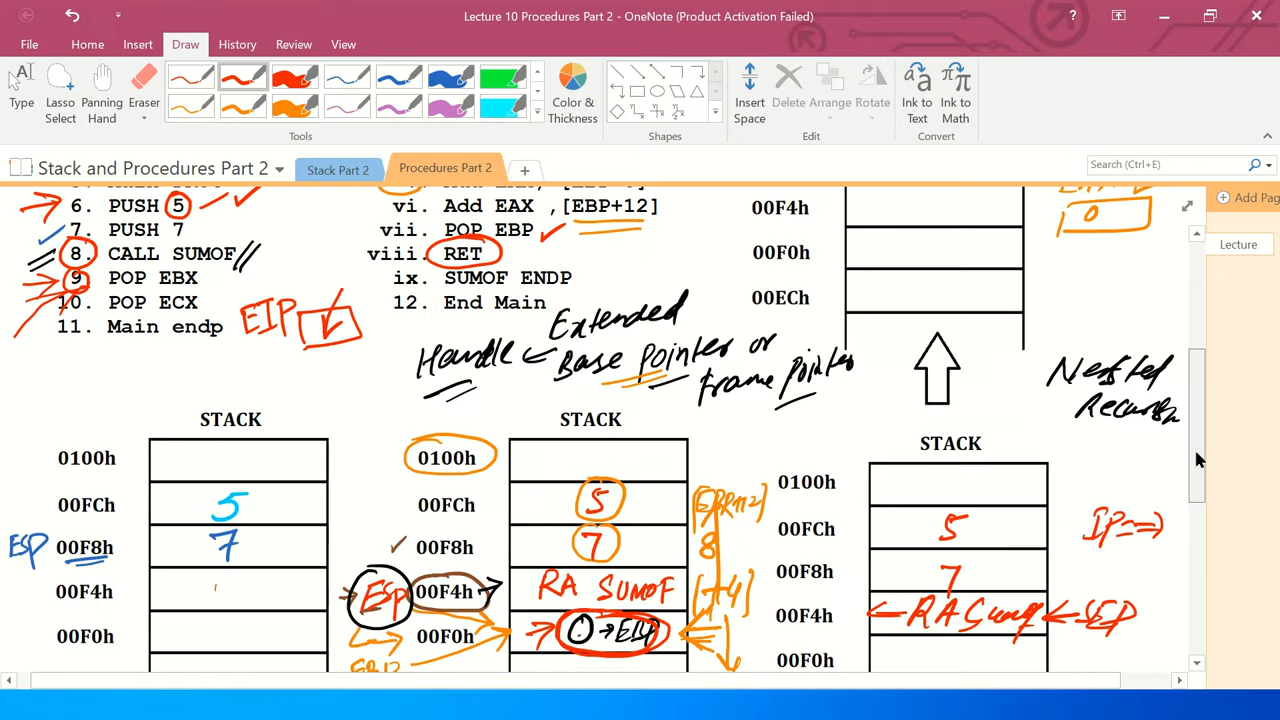 Lecture 10 Procedures Part 2 - OneNote (Product Activation Failed)
File Home Insert Draw History Review View
Type
Lasso Select
Panning Hand
Eraser
Color & Thickness
Insert Space
Delete
Arrange
Rotate
Ink to Text
Ink to Math
Tools
Shapes
Edit
Convert
Stack and Procedures Part 2
Stack Part 2
Procedures Part 2
Search (Ctrl+E)
Add Pag
Lecture
6. PUSH 5
7. PUSH 7
8. CALL SUMOF
9. POP EBX
10. POP ECX
11. Main endp
EIP
vi. Add EAX ,[EBP+12]
vii. POP EBP
viii. RET
ix. SUMOF ENDP
12. End Main
00F4h
00F0h
00ECh
0
Handle
Extended
Base Pointer or
frame pointer
STACK
0100h
00FCh 5
ESP 00F8h 7
00F4h
00F0h
STACK
0100h
00FCh 5 [EBP+12]
00F8h 7 8
ESP 00F4h RA SUMOF [+4]
00F0h
STACK
0100h
00FCh 5
00F8h 7
00F4h RA Sumof
00F0h